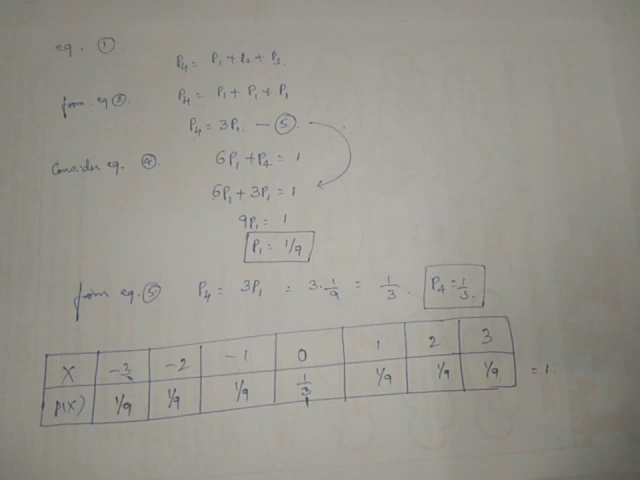 eq. ①
P₄ = P₁ + P₂ + P₃.
from eq ③. P₄ = P₁ + P₁ + P₁
P₄ = 3P₁ — ⑤
Consider eq. ④. 6P₁ + P₄ = 1
6P₁ + 3P₁ = 1
9P₁ = 1
P₁ = 1/9
from eq. ⑤ P₄ = 3P₁ = 3·1/9 = 1/3. P₄ = 1/3.
X -3 -2 -1 0 1 2 3
P(X) 1/9 1/9 1/9 1/3 1/9 1/9 1/9 = 1.